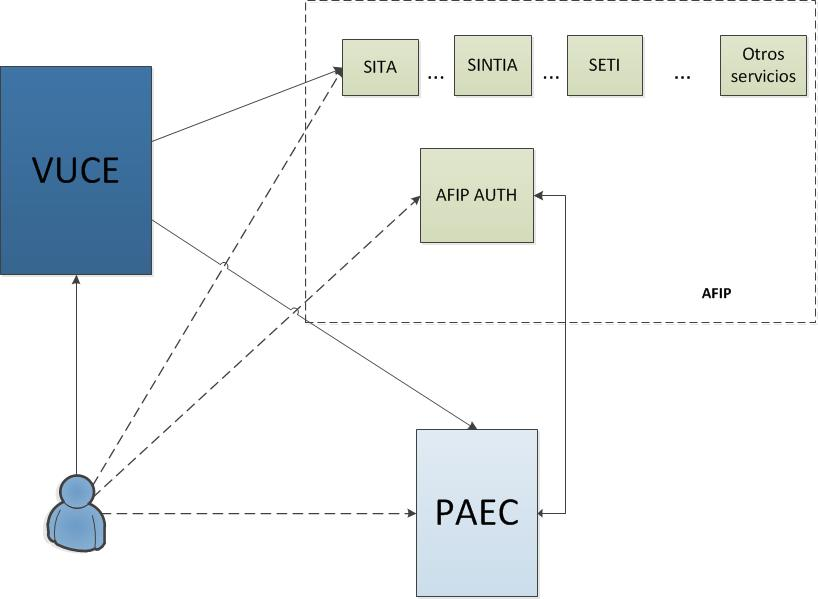 SITA
...
SINTIA
...
SETI
...
Otros
servicios
VUCE
AFIP AUTH
AFIP
PAEC